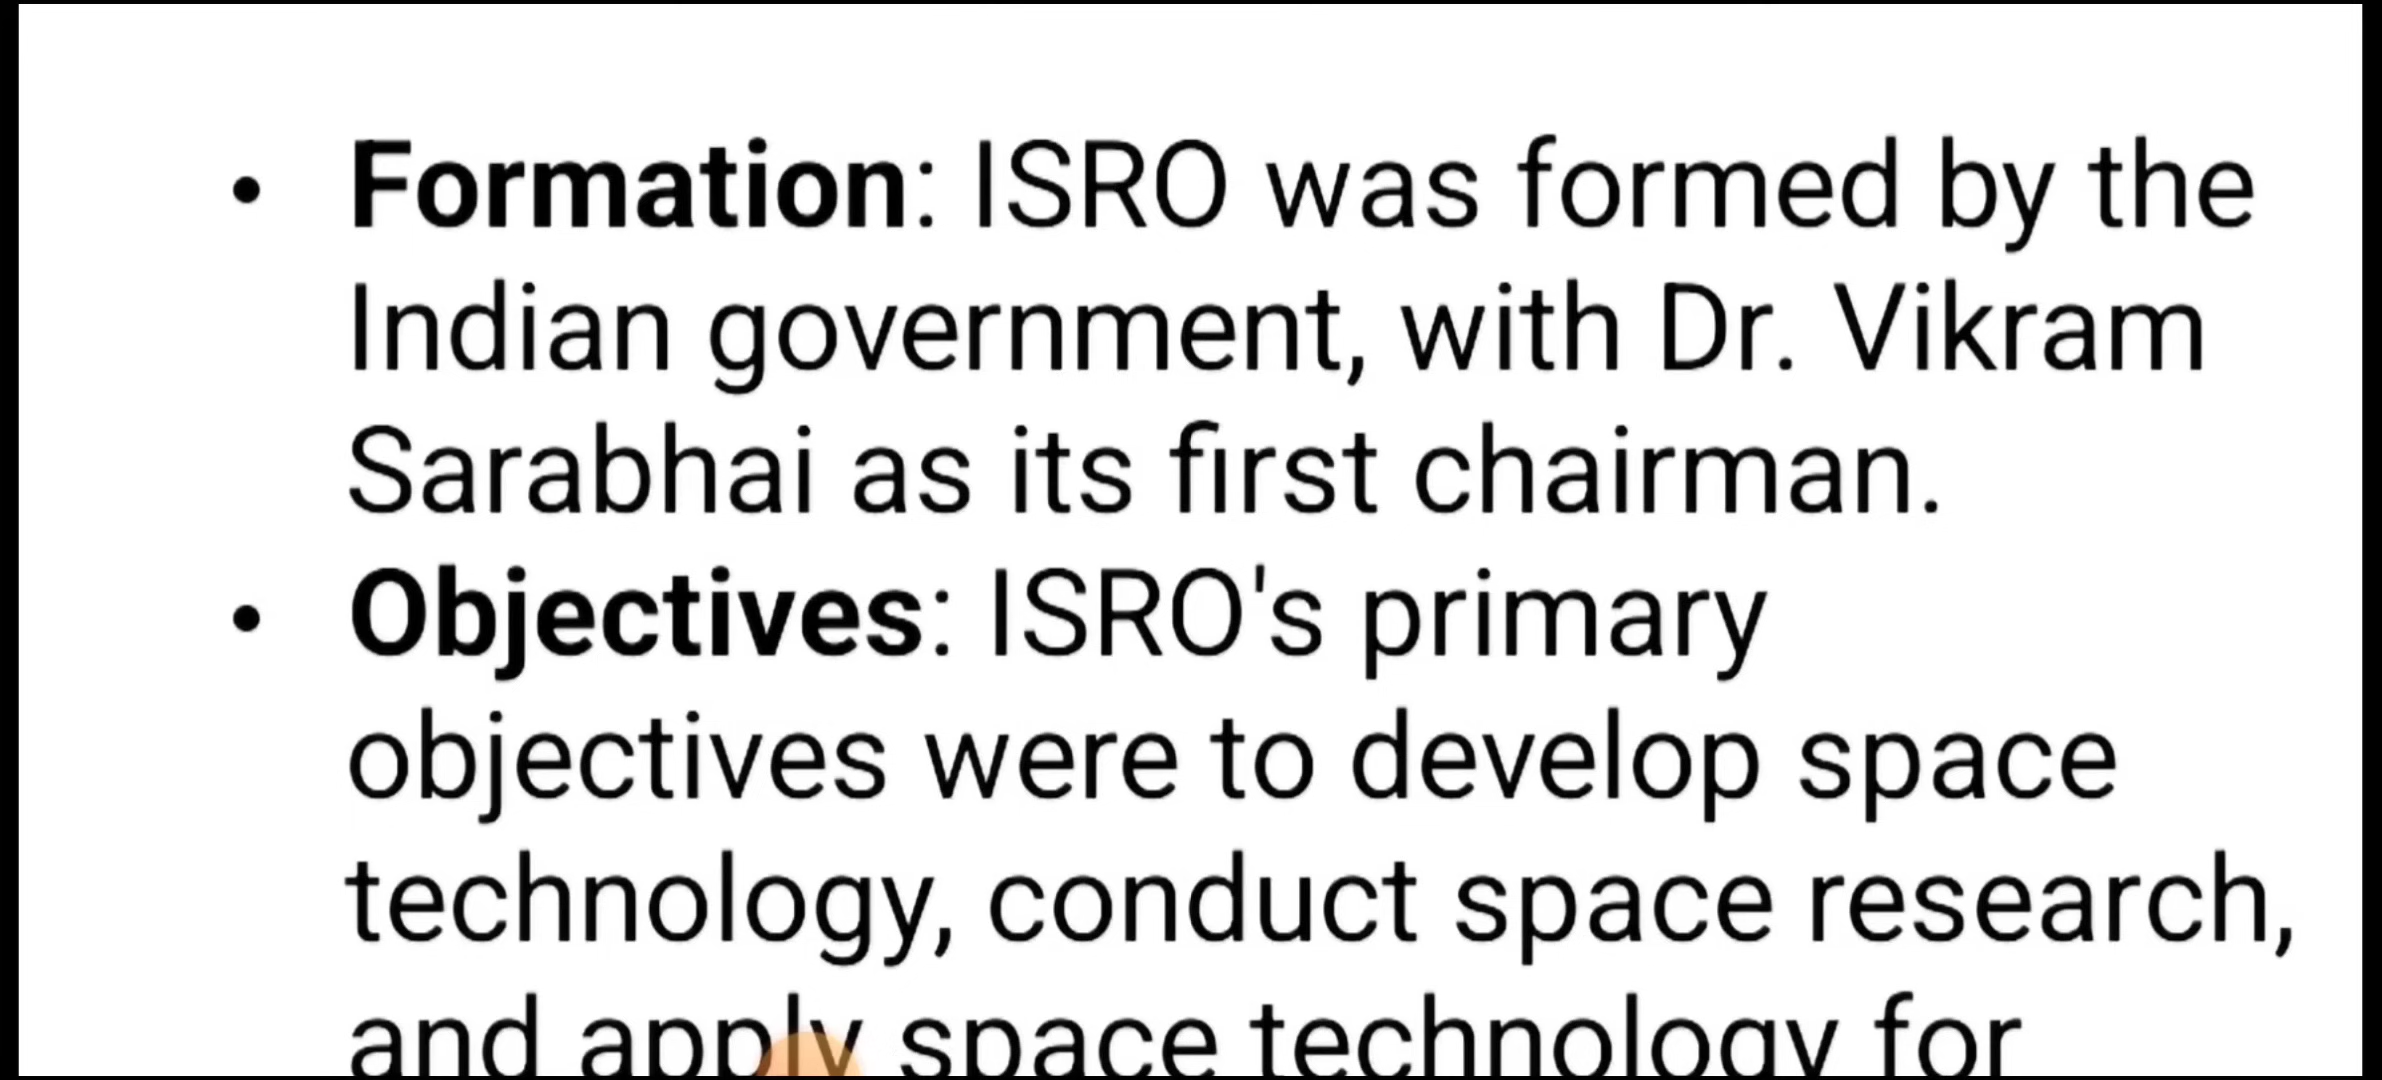 • Formation: ISRO was formed by the
Indian government, with Dr. Vikram
Sarabhai as its first chairman.
• Objectives: ISRO's primary
objectives were to develop space
technology, conduct space research,
and apply space technology for